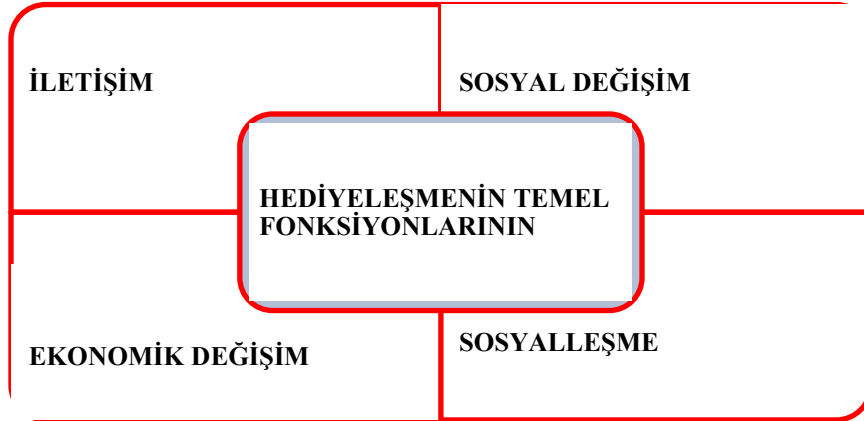 İLETİŞİM
SOSYAL DEĞİŞİM
HEDİYELEŞMENİN TEMEL
FONKSİYONLARININ
EKONOMİK DEĞİŞİM
SOSYALLEŞME